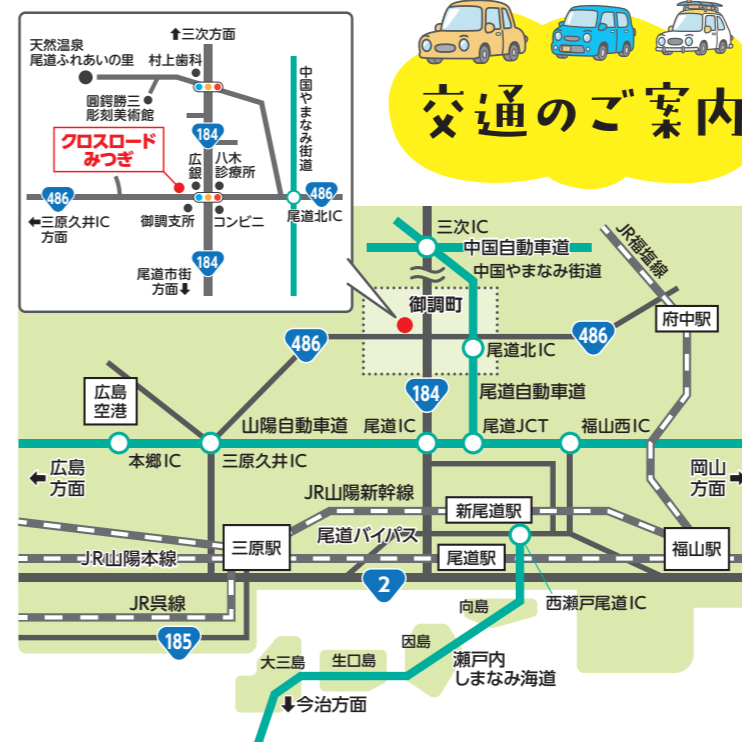 交通のご案内
⬆三次方面
天然温泉
尾道ふれあいの里
村上歯科
圓鍔勝三
彫刻美術館
中国やまなみ街道
184
クロスロード
みつぎ
広銀
八木
診療所
486
486
⬅三原久井IC
方面
御調支所
コンビニ
尾道北IC
184
尾道市街
方面⬇
三次IC
中国自動車道
中国やまなみ街道
JR福塩線
御調町
府中駅
486
486
尾道北IC
広島
空港
184
尾道自動車道
山陽自動車道
尾道IC
尾道JCT
福山西IC
本郷IC
三原久井IC
⬅広島
方面
岡山➡
方面
JR山陽新幹線
新尾道駅
尾道バイパス
三原駅
JR山陽本線
尾道駅
福山駅
2
JR呉線
向島
西瀬戸尾道IC
185
因島
大三島
生口島
瀬戸内
しまなみ海道
⬇今治方面